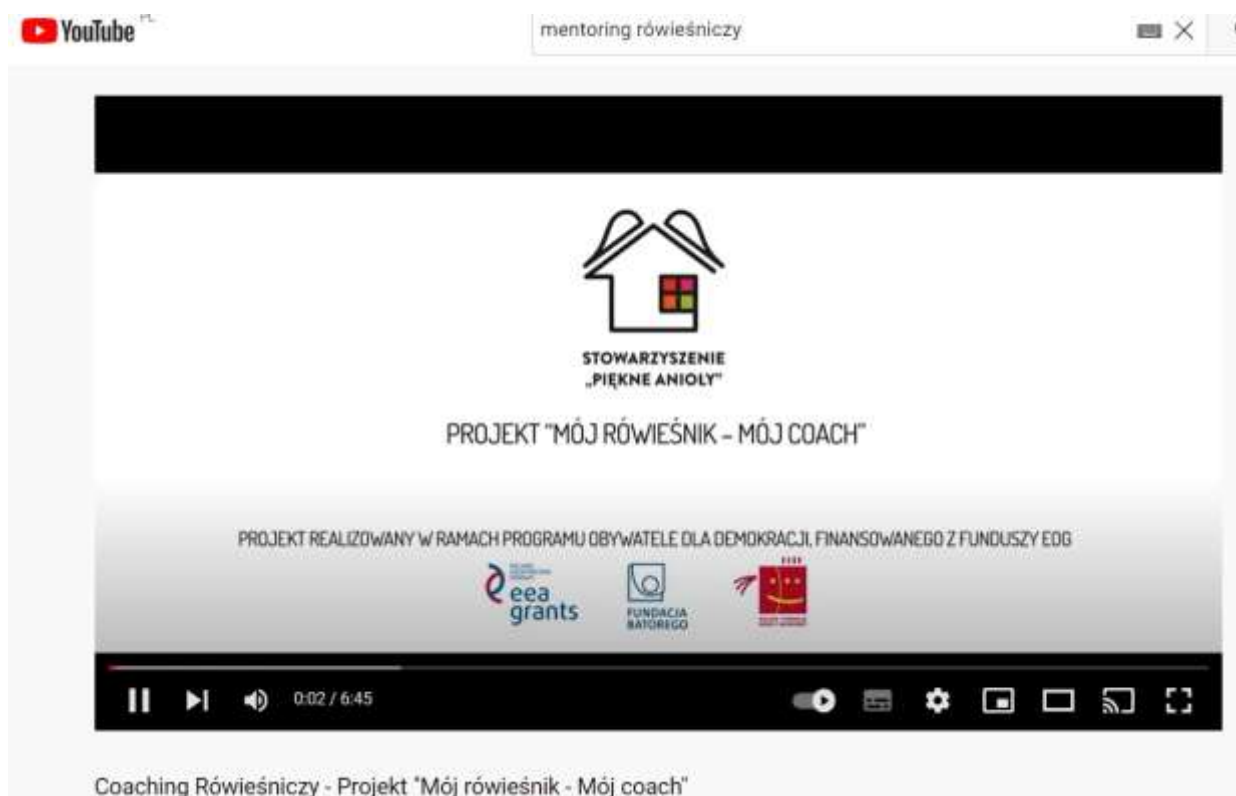 YouTube PL
mentoring rówieśniczy
STOWARZYSZENIE
„PIĘKNE ANIOŁY”
PROJEKT "MÓJ RÓWIEŚNIK – MÓJ COACH"
PROJEKT REALIZOWANY W RAMACH PROGRAMU OBYWATELE DLA DEMOKRACJI, FINANSOWANEGO Z FUNDUSZY EOG
eea
grants
FUNDACJA
BATOREGO
0:02 / 6:45
Coaching Rówieśniczy - Projekt "Mój rówieśnik - Mój coach"